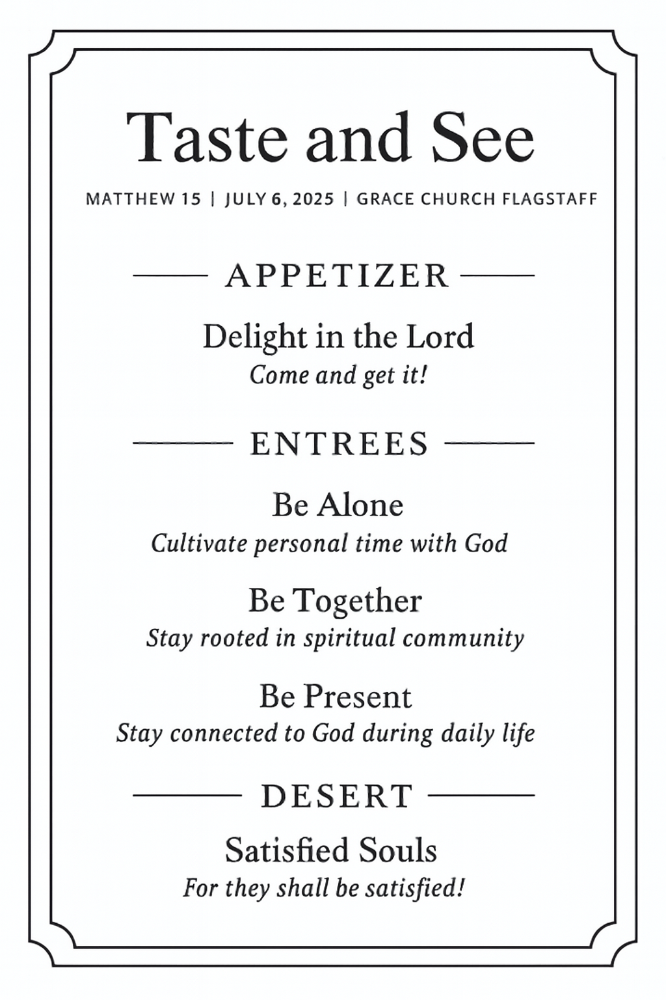 Taste and See
MATTHEW 15 | JULY 6, 2025 | GRACE CHURCH FLAGSTAFF
APPETIZER
Delight in the Lord
Come and get it!
ENTREES
Be Alone
Cultivate personal time with God
Be Together
Stay rooted in spiritual community
Be Present
Stay connected to God during daily life
DESERT
Satisfied Souls
For they shall be satisfied!